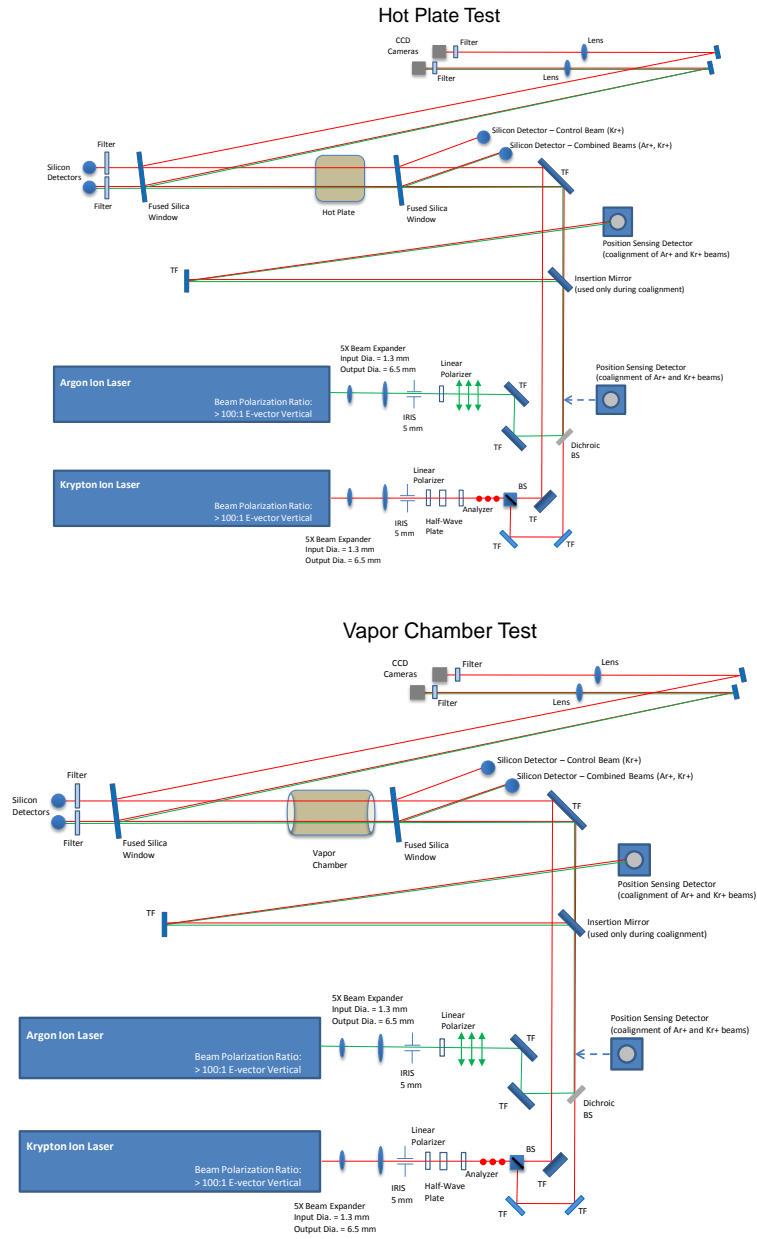 Hot Plate Test
CCD
Cameras
Filter
Lens
Filter
Lens
Silicon Detector – Control Beam (Kr+)
Silicon Detector – Combined Beams (Ar+, Kr+)
Filter
TF
Silicon
Detectors
Filter
Fused Silica
Window
Hot Plate
Fused Silica
Window
Position Sensing Detector
(coalignment of Ar+ and Kr+ beams)
TF
Insertion Mirror
(used only during coalignment)
5X Beam Expander
Input Dia. = 1.3 mm
Output Dia. = 6.5 mm
Linear
Polarizer
Position Sensing Detector
(coalignment of Ar+ and Kr+ beams)
Argon Ion Laser
TF
Beam Polarization Ratio:
> 100:1 E-vector Vertical
IRIS
5 mm
TF
Dichroic
BS
Linear
Polarizer
Krypton Ion Laser
BS
Beam Polarization Ratio:
> 100:1 E-vector Vertical
Analyzer
TF
IRIS
5 mm
Half-Wave
Plate
5X Beam Expander
Input Dia. = 1.3 mm
Output Dia. = 6.5 mm
TF
TF
Vapor Chamber Test
CCD
Cameras
Filter
Lens
Filter
Lens
Silicon Detector – Control Beam (Kr+)
Silicon Detector – Combined Beams (Ar+, Kr+)
Filter
TF
Silicon
Detectors
Filter
Fused Silica
Window
Vapor
Chamber
Fused Silica
Window
Position Sensing Detector
(coalignment of Ar+ and Kr+ beams)
TF
Insertion Mirror
(used only during coalignment)
5X Beam Expander
Input Dia. = 1.3 mm
Output Dia. = 6.5 mm
Linear
Polarizer
Position Sensing Detector
(coalignment of Ar+ and Kr+ beams)
Argon Ion Laser
TF
Beam Polarization Ratio:
> 100:1 E-vector Vertical
IRIS
5 mm
TF
Dichroic
BS
Linear
Polarizer
Krypton Ion Laser
BS
Beam Polarization Ratio:
> 100:1 E-vector Vertical
Analyzer
TF
IRIS
5 mm
Half-Wave
Plate
5X Beam Expander
Input Dia. = 1.3 mm
Output Dia. = 6.5 mm
TF
TF